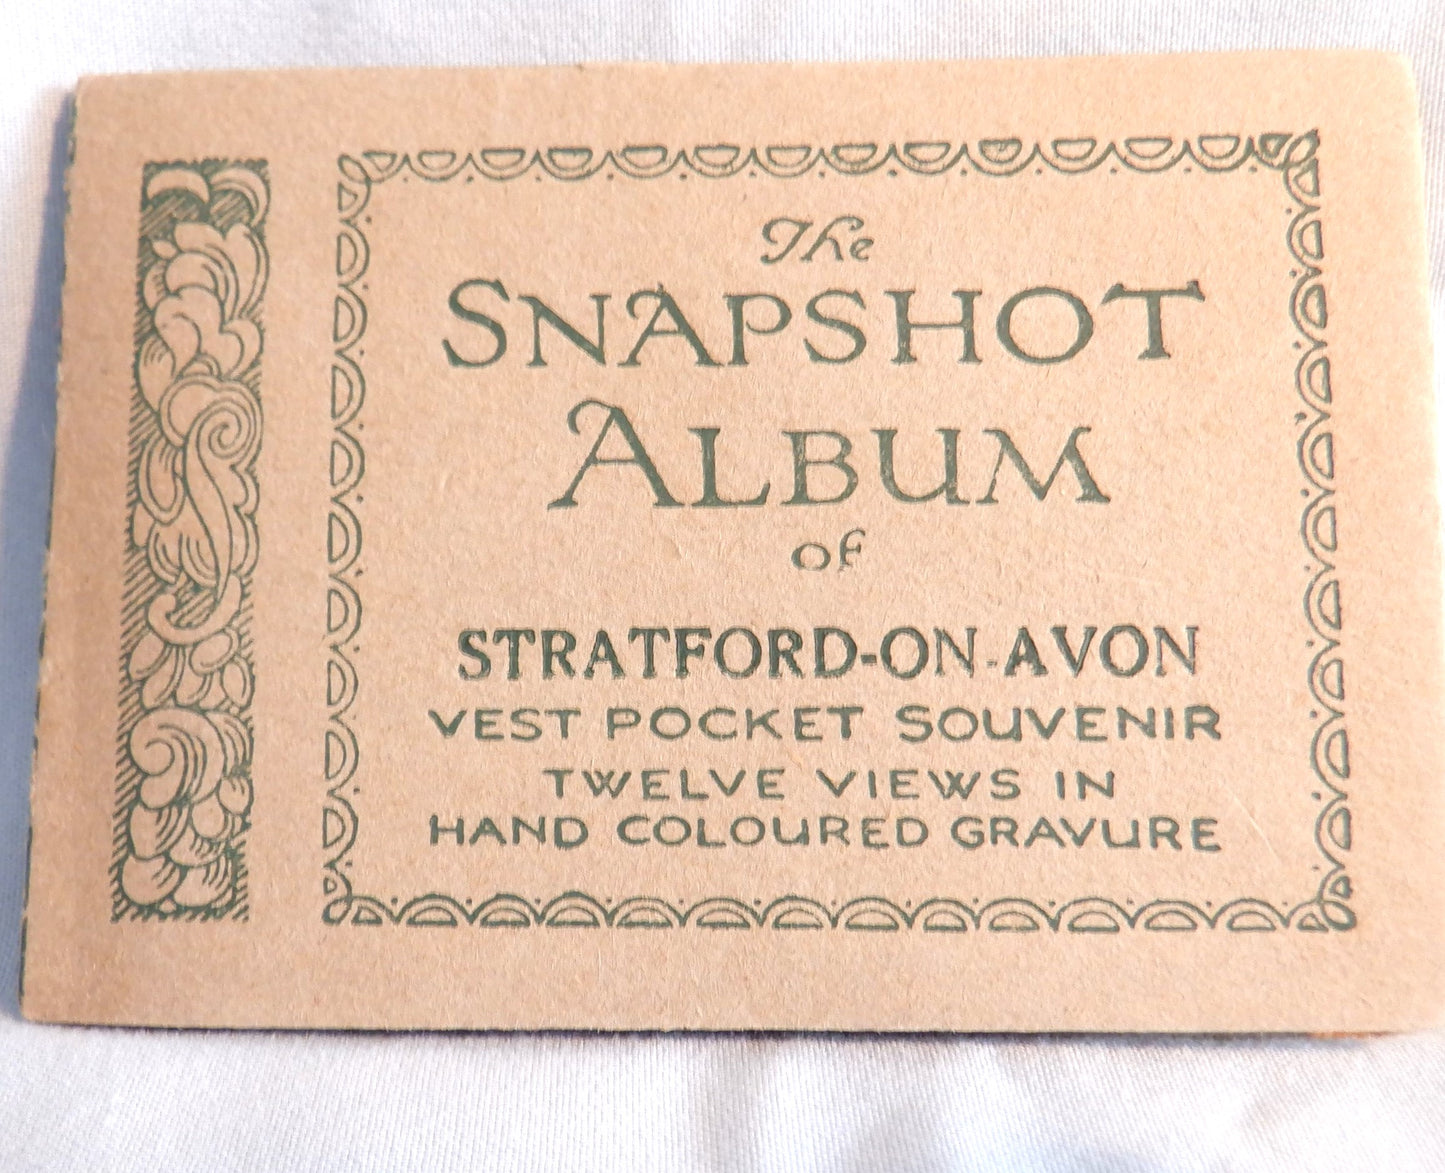 The
SNAPSHOT
ALBUM
of
STRATFORD-ON-AVON
VEST POCKET SOUVENIR
TWELVE VIEWS IN
HAND COLOURED GRAVURE